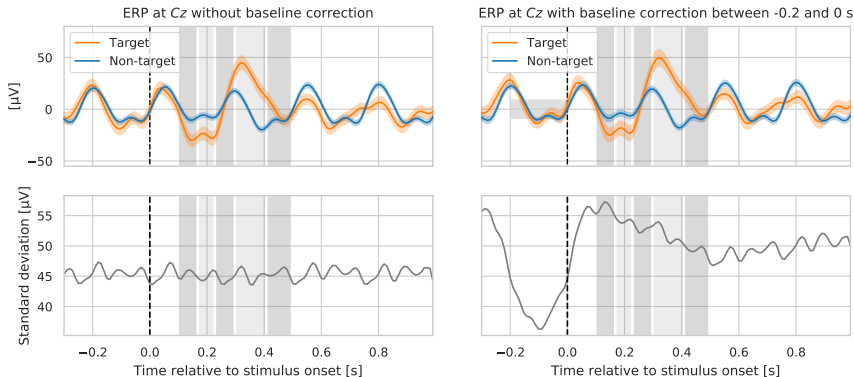 ERP at Cz without baseline correction
ERP at Cz with baseline correction between -0.2 and 0 s
Target
Non-target
Target
Non-target
[µV]
50
0
−50
[µV]
Standard deviation [µV]
55
50
45
40
−0.2 0.0 0.2 0.4 0.6 0.8
−0.2 0.0 0.2 0.4 0.6 0.8
Time relative to stimulus onset [s]
Time relative to stimulus onset [s]